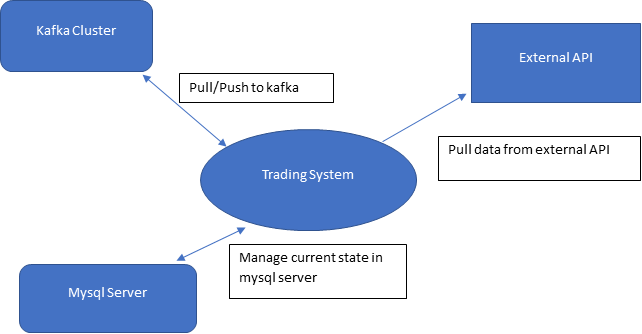 Kafka Cluster
External API
Pull/Push to kafka
Pull data from external API
Trading System
Manage current state in
mysql server
Mysql Server